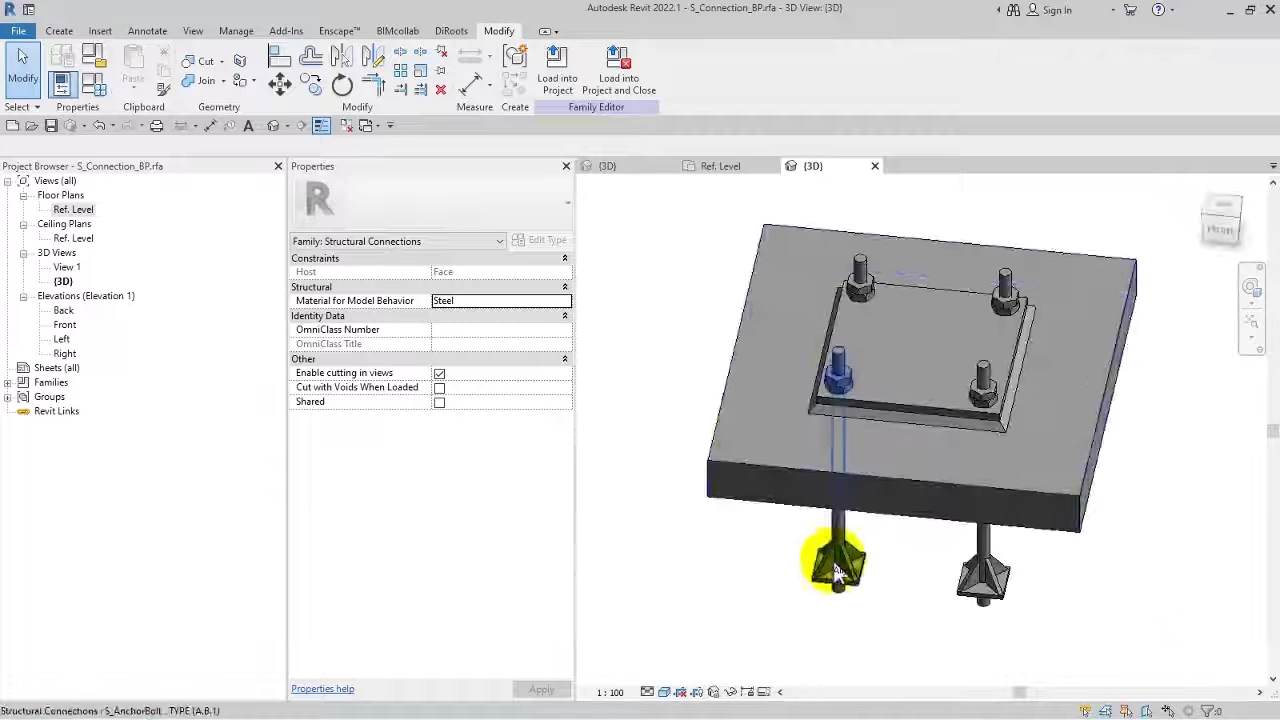 Autodesk Revit 2022.1 - S_Connection_BP.rfa - 3D View: {3D}
Sign In
File Create Insert Annotate View Manage Add-Ins Enscape™ BIMcollab DiRoots Modify
Modify
Paste
Cut
Join
Load into
Project
Load into
Project and Close
Select Properties Clipboard Geometry Modify Measure Create Family Editor
Project Browser - S_Connection_BP.rfa
Views (all)
Floor Plans
Ref. Level
Ceiling Plans
Ref. Level
3D Views
View 1
{3D}
Elevations (Elevation 1)
Back
Front
Left
Right
Sheets (all)
Families
Groups
Revit Links
Properties
Family: Structural Connections
Edit Type
Constraints
Host Face
Structural
Material for Model Behavior Steel
Identity Data
OmniClass Number
OmniClass Title
Other
Enable cutting in views
Cut with Voids When Loaded
Shared
Properties help
Apply
{3D} Ref. Level {3D}
FRONT
1 : 100
Structural Connections : S_AnchorBolt _TYPE (A.B.1)
:0